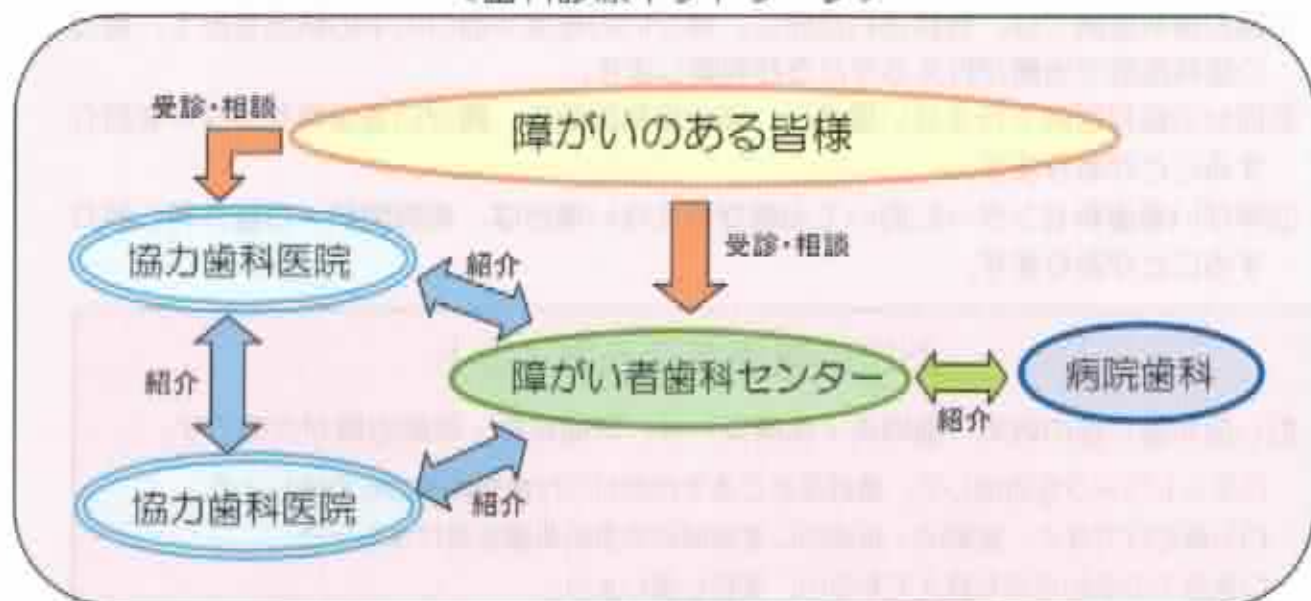 受診・相談
障がいのある皆様
協力歯科医院
紹介
受診・相談
紹介
障がい者歯科センター
紹介
病院歯科
協力歯科医院
紹介